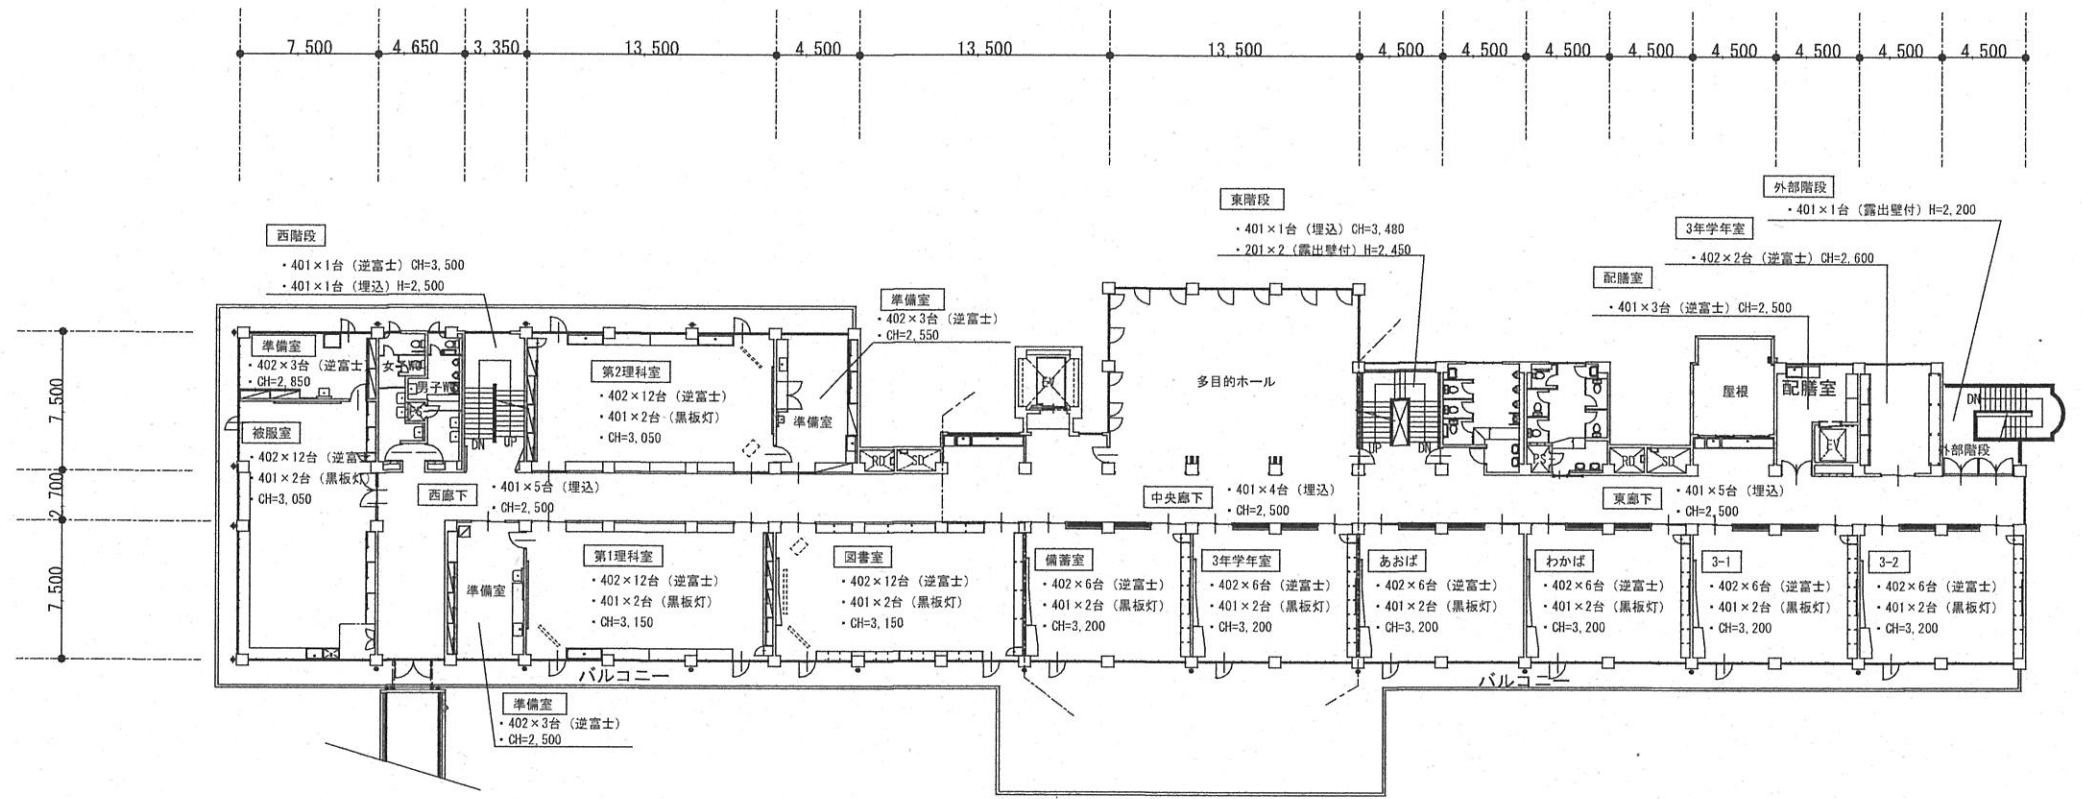 7,500
4,650
3,350
13,500
4,500
13,500
13,500
4,500
4,500
4,500
4,500
4,500
4,500
4,500
4,500
外部階段
・401×1台（露出壁付）H=2,200
東階段
・401×1台（埋込）CH=3,480
・201×2（露出壁付）H=2,450
3年学年室
・402×2台（逆富士）CH=2,600
西階段
・401×1台（逆富士）CH=3,500
・401×1台（埋込）H=2,500
配膳室
・401×3台（逆富士）CH=2,500
準備室
・402×3台（逆富士）
・CH=2,550
7,500
2,700
7,500
準備室
・402×3台（逆富士
・CH=2,850
女子WC
男子WC
被服室
・402×12台（逆富士
・401×2台（黒板灯
・CH=3,050
DN
UP
第2理科室
・402×12台（逆富士）
・401×2台（黒板灯）
・CH=3,050
準備室
RD
SD
EV
多目的ホール
UP
DN
PS
RD
SD
屋根
配膳室
EV
DN
外部階段
西廊下
・401×5台（埋込）
・CH=2,500
中央廊下
・401×4台（埋込）
・CH=2,500
東廊下
・401×5台（埋込）
・CH=2,500
準備室
第1理科室
・402×12台（逆富士）
・401×2台（黒板灯）
・CH=3,150
図書室
・402×12台（逆富士）
・401×2台（黒板灯）
・CH=3,150
備蓄室
・402×6台（逆富士）
・401×2台（黒板灯）
・CH=3,200
3年学年室
・402×6台（逆富士）
・401×2台（黒板灯）
・CH=3,200
あおば
・402×6台（逆富士）
・401×2台（黒板灯）
・CH=3,200
わかば
・402×6台（逆富士）
・401×2台（黒板灯）
・CH=3,200
3-1
・402×6台（逆富士）
・401×2台（黒板灯）
・CH=3,200
3-2
・402×6台（逆富士）
・401×2台（黒板灯）
・CH=3,200
バルコニー
バルコニー
準備室
・402×3台（逆富士）
・CH=2,500